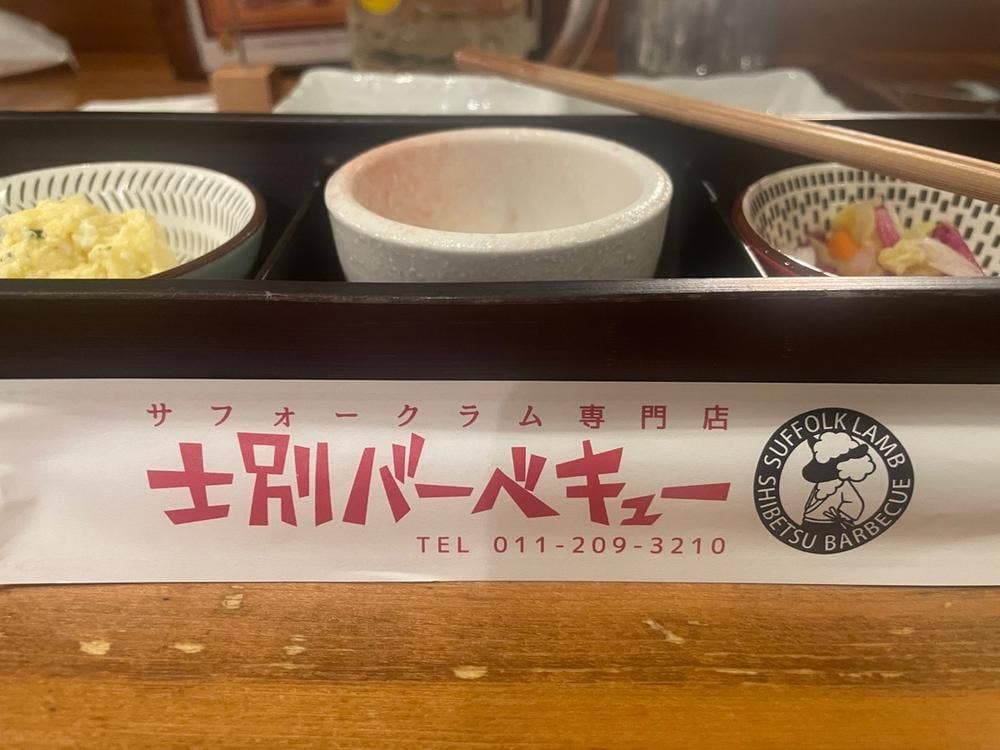 サフォークラム専門店
士別バーベキュー
TEL 011-209-3210
SUFFOLK LAMB
SHIBETSU BARBECUE